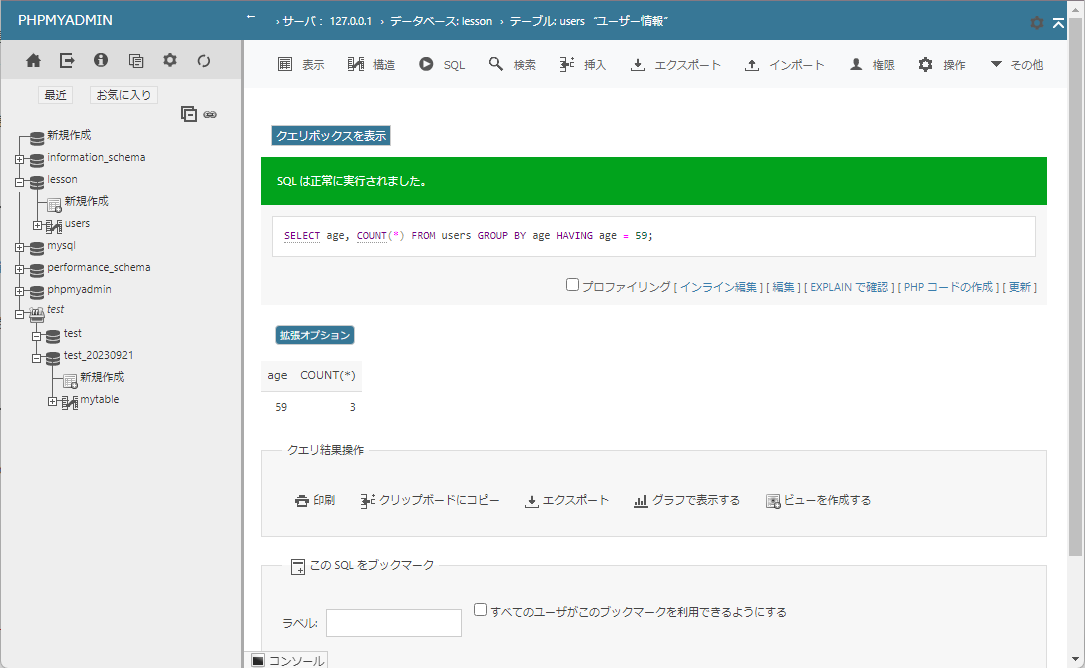 PHPMYADMIN
← › サーバ： 127.0.0.1 › データベース: lesson › テーブル: users “ユーザー情報”
表示 構造 SQL 検索 挿入 エクスポート インポート 権限 操作 その他
最近 お気に入り
新規作成
information_schema
lesson
新規作成
users
mysql
performance_schema
phpmyadmin
test
test
test_20230921
新規作成
mytable
クエリボックスを表示
SQL は正常に実行されました。
SELECT age, COUNT(*) FROM users GROUP BY age HAVING age = 59;
プロファイリング [ インライン編集 ] [ 編集 ] [ EXPLAIN で確認 ] [ PHP コードの作成 ] [ 更新 ]
拡張オプション
age COUNT(*)
59 3
クエリ結果操作
印刷 クリップボードにコピー エクスポート グラフで表示する ビューを作成する
この SQL をブックマーク
ラベル: すべてのユーザがこのブックマークを利用できるようにする
コンソール